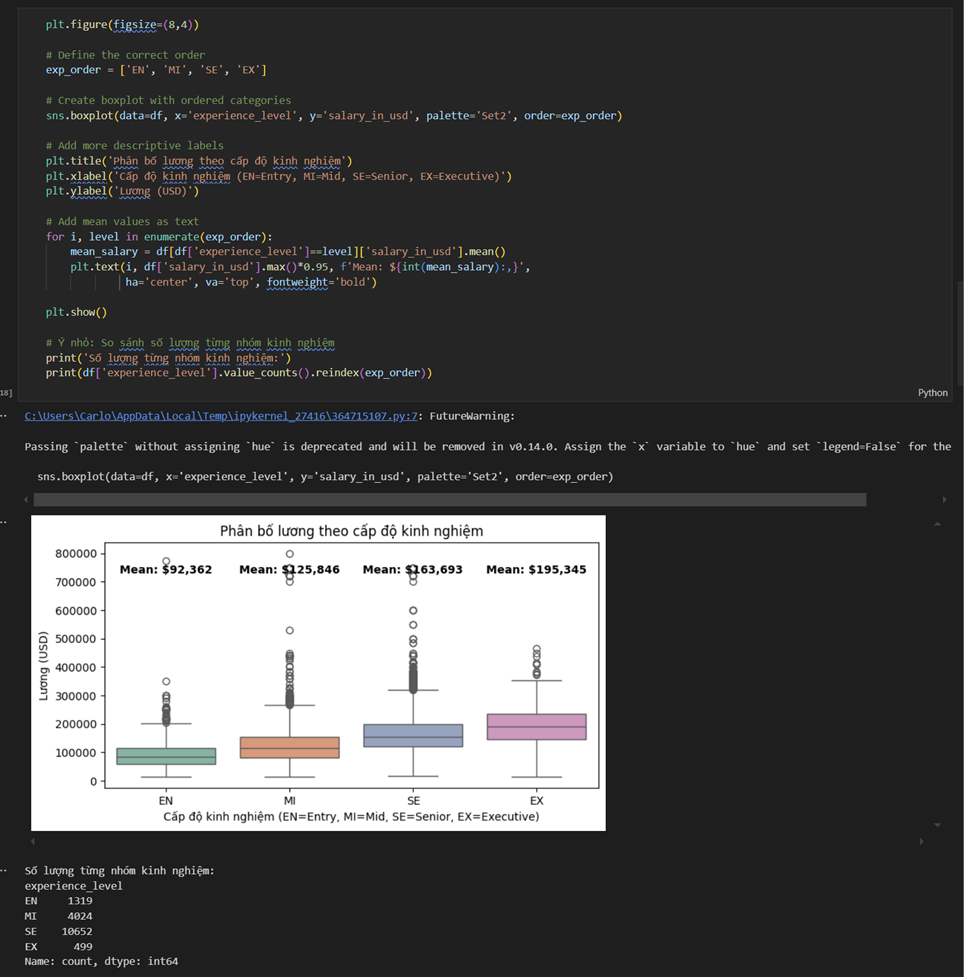 plt.figure(figsize=(8,4))
# Define the correct order
exp_order = ['EN', 'MI', 'SE', 'EX']
# Create boxplot with ordered categories
sns.boxplot(data=df, x='experience_level', y='salary_in_usd', palette='Set2', order=exp_order)
# Add more descriptive labels
plt.title('Phân bố lương theo cấp độ kinh nghiệm')
plt.xlabel('Cấp độ kinh nghiệm (EN=Entry, MI=Mid, SE=Senior, EX=Executive)')
plt.ylabel('Lương (USD)')
# Add mean values as text
for i, level in enumerate(exp_order):
mean_salary = df[df['experience_level']==level]['salary_in_usd'].mean()
plt.text(i, df['salary_in_usd'].max()*0.95, f'Mean: ${int(mean_salary):,}',
ha='center', va='top', fontweight='bold')
plt.show()
# Ý nhỏ: So sánh số lượng từng nhóm kinh nghiệm
print('Số lượng từng nhóm kinh nghiệm:')
print(df['experience_level'].value_counts().reindex(exp_order))
18]
Python
C:\Users\Carlo\AppData\Local\Temp\ipykernel_27416\364715107.py:7: FutureWarning:
Passing `palette` without assigning `hue` is deprecated and will be removed in v0.14.0. Assign the `x` variable to `hue` and set `legend=False` for the
sns.boxplot(data=df, x='experience_level', y='salary_in_usd', palette='Set2', order=exp_order)
Phân bố lương theo cấp độ kinh nghiệm
800000
Mean: $92,362 Mean: $125,846 Mean: $163,693 Mean: $195,345
700000
600000
500000
400000
300000
200000
100000
0
Lương (USD)
EN MI SE EX
Cấp độ kinh nghiệm (EN=Entry, MI=Mid, SE=Senior, EX=Executive)
Số lượng từng nhóm kinh nghiệm:
experience_level
EN 1319
MI 4024
SE 10652
EX 499
Name: count, dtype: int64